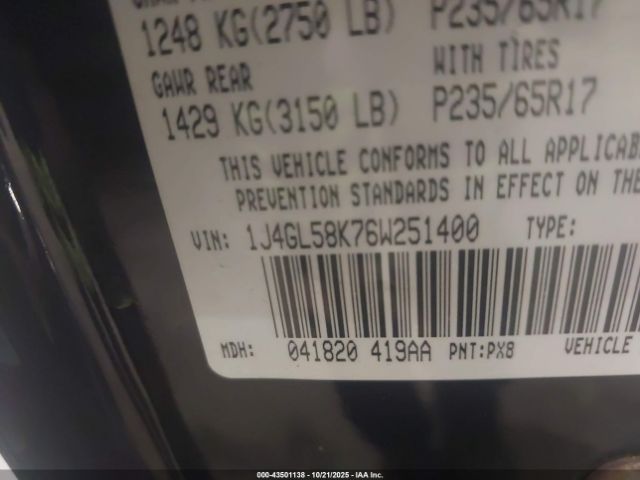 1248 KG(2750 LB) P235/65R17
GAWR REAR WITH TIRES
1429 KG(3150 LB) P235/65R17
THIS VEHICLE CONFORMS TO ALL APPLICAB
PREVENTION STANDARDS IN EFFECT ON THE
VIN: 1J4GL58K76W251400 TYPE:
MDH: 041820 419AA PNT:PX8 VEHICLE
000-43501138 - 10/21/2025 - IAA Inc.